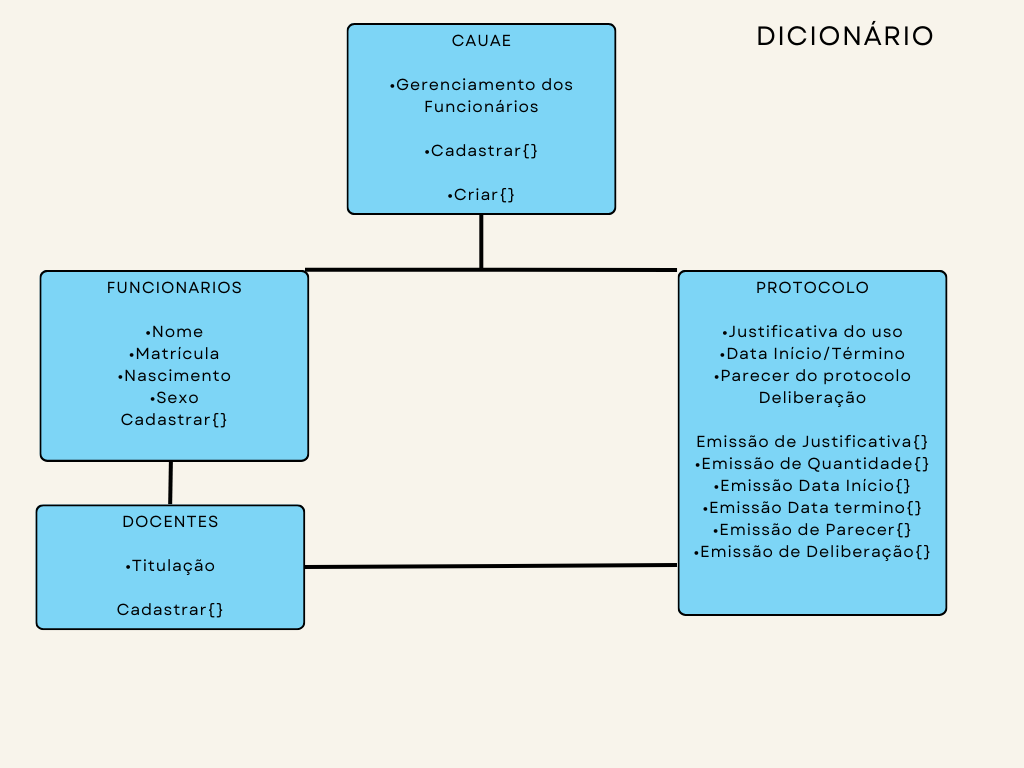 DICIONÁRIO
CAUAE
•Gerenciamento dos
Funcionários
•Cadastrar{}
•Criar{}
FUNCIONARIOS
•Nome
•Matrícula
•Nascimento
•Sexo
Cadastrar{}
PROTOCOLO
•Justificativa do uso
•Data Início/Término
•Parecer do protocolo
Deliberação
Emissão de Justificativa{}
•Emissão de Quantidade{}
•Emissão Data Início{}
•Emissão Data termino{}
•Emissão de Parecer{}
•Emissão de Deliberação{}
DOCENTES
•Titulação
Cadastrar{}